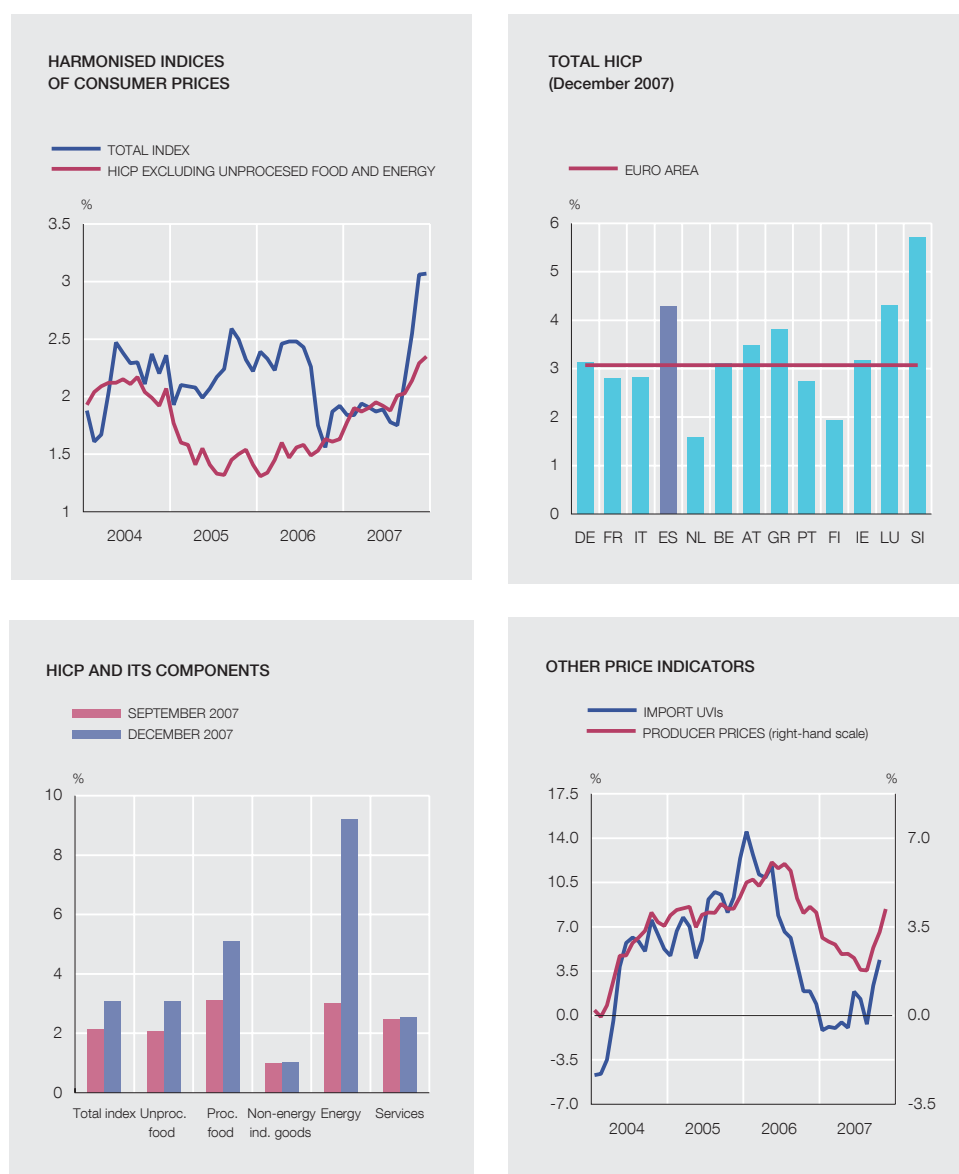 HARMONISED INDICES
OF CONSUMER PRICES
TOTAL INDEX
HICP EXCLUDING UNPROCESED FOOD AND ENERGY
%
3.5
3
2.5
2
1.5
1
2004 2005 2006 2007
TOTAL HICP
(December 2007)
EURO AREA
%
6
5
4
3
2
1
0
DE FR IT ES NL BE AT GR PT FI IE LU SI
HICP AND ITS COMPONENTS
SEPTEMBER 2007
DECEMBER 2007
%
10
8
6
4
2
0
Total index Unproc. Proc. Non-energy Energy Services
food food ind. goods
OTHER PRICE INDICATORS
IMPORT UVIs
PRODUCER PRICES (right-hand scale)
% %
17.5
14.0 7.0
10.5
7.0 3.5
3.5
0.0 0.0
-3.5
-7.0 -3.5
2004 2005 2006 2007